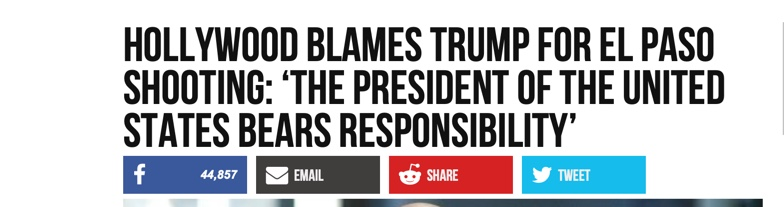 HOLLYWOOD BLAMES TRUMP FOR EL PASO
SHOOTING: ‘THE PRESIDENT OF THE UNITED
STATES BEARS RESPONSIBILITY’
44,857 EMAIL SHARE TWEET